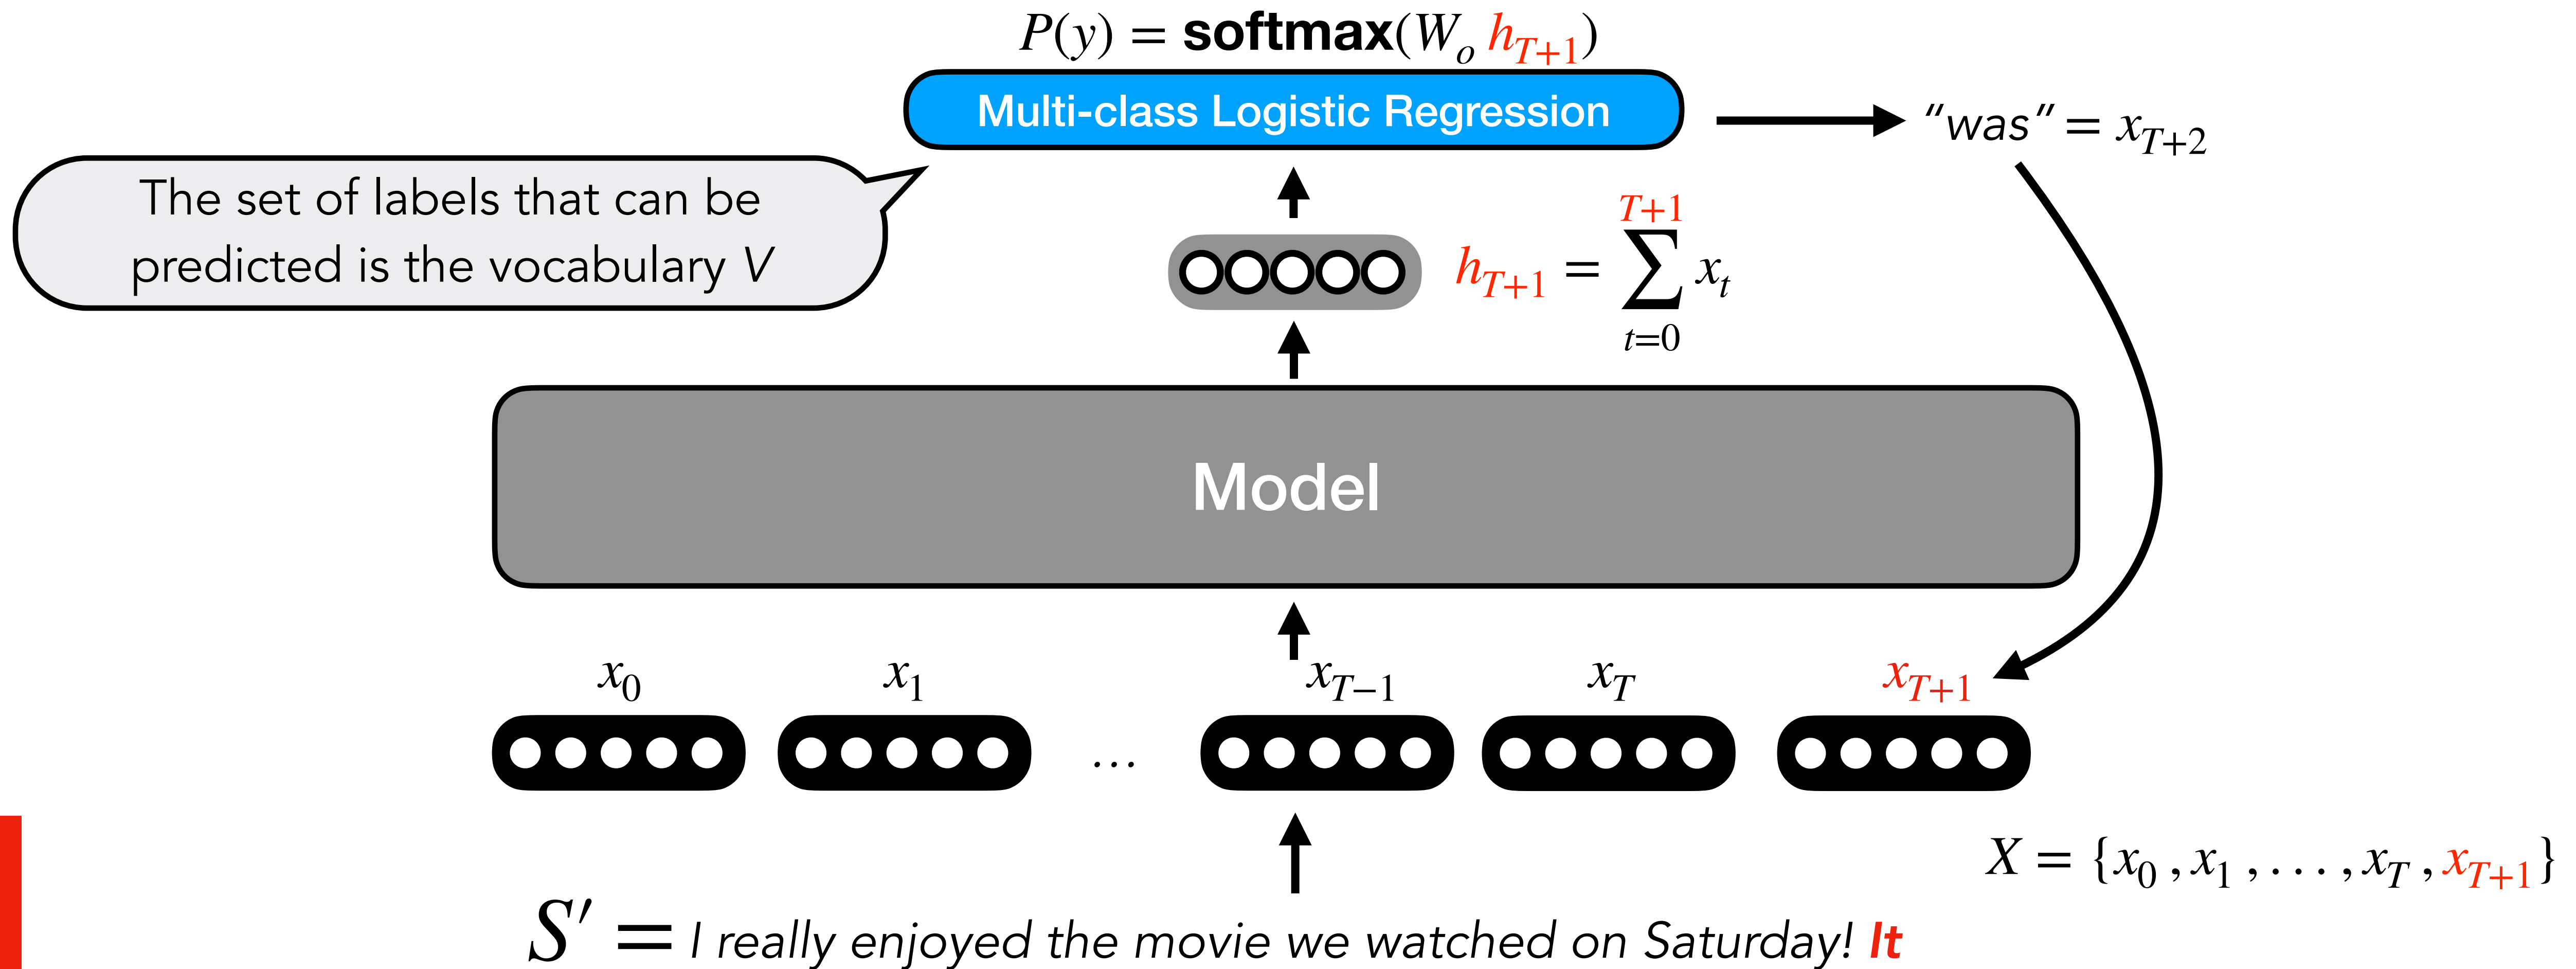 P(y) = softmax(W_o h_{T+1})
Multi-class Logistic Regression
"was" = x_{T+2}
The set of labels that can be
predicted is the vocabulary V
h_{T+1} = \sum_{t=0}^{T+1} x_t
Model
x_0 x_1 x_{T−1} x_T x_{T+1}
...
X = {x_0 , x_1 , . . . , x_T , x_{T+1}}
S′ = I really enjoyed the movie we watched on Saturday! It